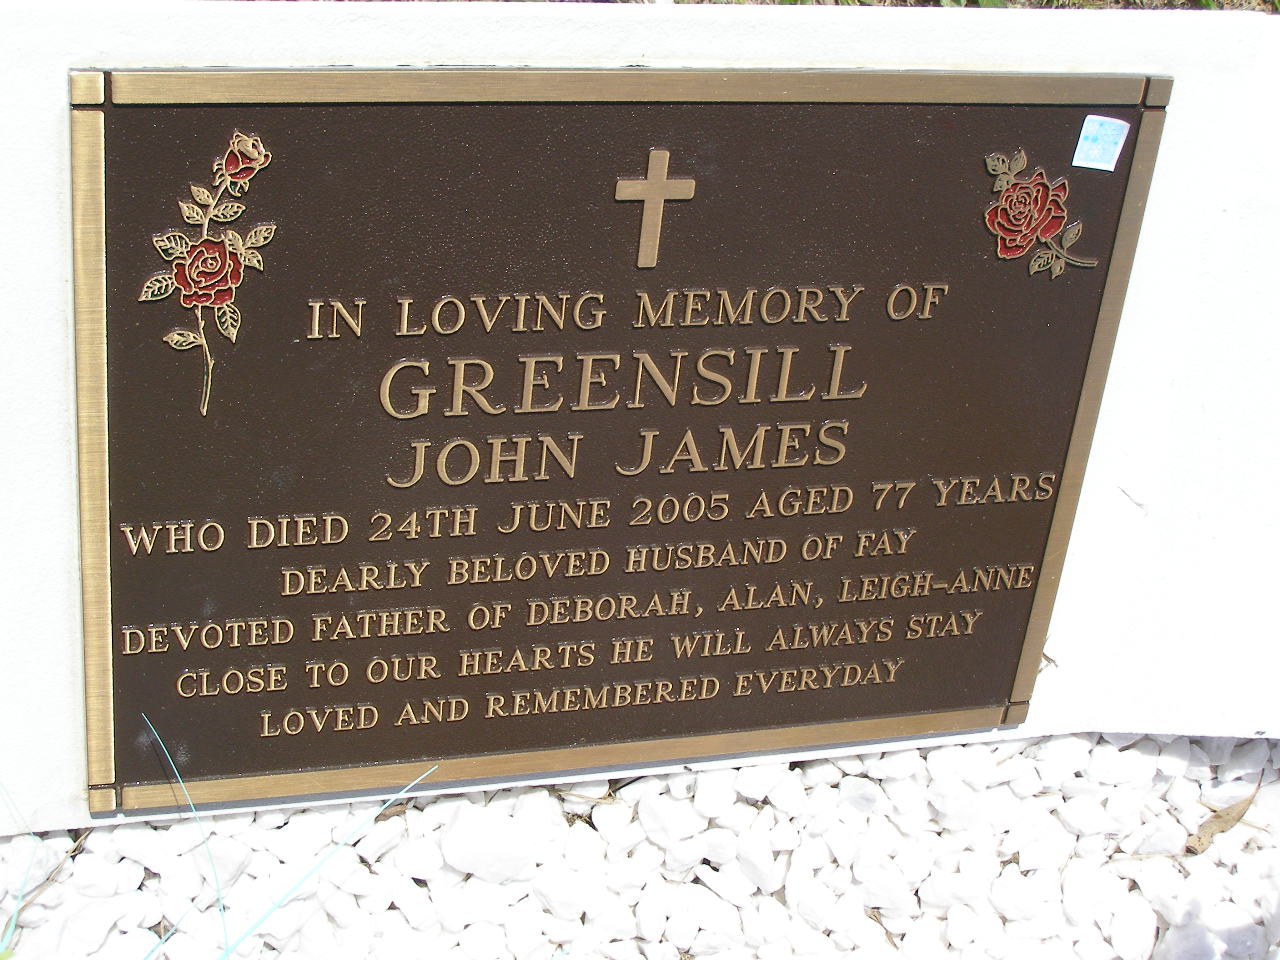 IN LOVING MEMORY OF
GREENSILL
JOHN JAMES
WHO DIED 24TH JUNE 2005 AGED 77 YEARS
DEARLY BELOVED HUSBAND OF FAY
DEVOTED FATHER OF DEBORAH, ALAN, LEIGH-ANNE
CLOSE TO OUR HEARTS HE WILL ALWAYS STAY
LOVED AND REMEMBERED EVERYDAY